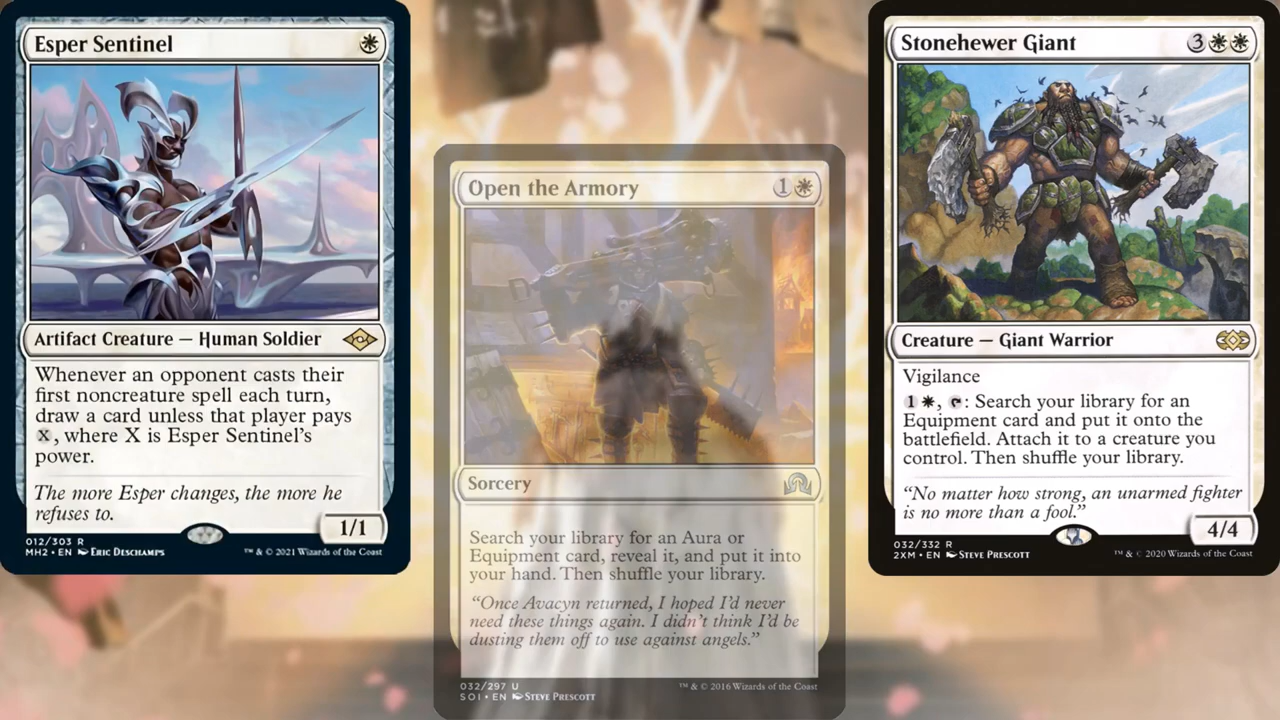 Esper Sentinel
Artifact Creature — Human Soldier
Whenever an opponent casts their
first noncreature spell each turn,
draw a card unless that player pays
X, where X is Esper Sentinel's
power.
The more Esper changes, the more he
refuses to.
1/1
012/303 R
MH2 • EN Eric Deschamps
™ & © 2021 Wizards of the Coast
Open the Armory
1
Sorcery
Search your library for an Aura or
Equipment card, reveal it, and put it into
your hand. Then shuffle your library.
"Once Avacyn returned, I hoped I'd never
need these things again. I didn't think I'd be
dusting them off to use against angels."
032/297 U
SOI • EN Steve Prescott
™ & © 2016 Wizards of the Coast
Stonehewer Giant
3
Creature — Giant Warrior
Vigilance
1 , : Search your library for an
Equipment card and put it onto the
battlefield. Attach it to a creature you
control. Then shuffle your library.
"No matter how strong, an unarmed fighter
is no more than a fool."
4/4
032/332 R
2XM • EN Steve Prescott
™ & © 2020 Wizards of the Coast